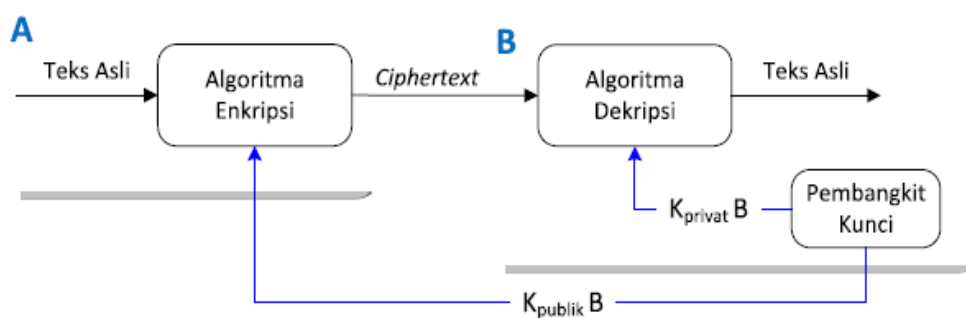 A
B
Teks Asli
Algoritma
Enkripsi
Ciphertext
Algoritma
Dekripsi
Teks Asli
Kprivat B
Pembangkit
Kunci
Kpublik B